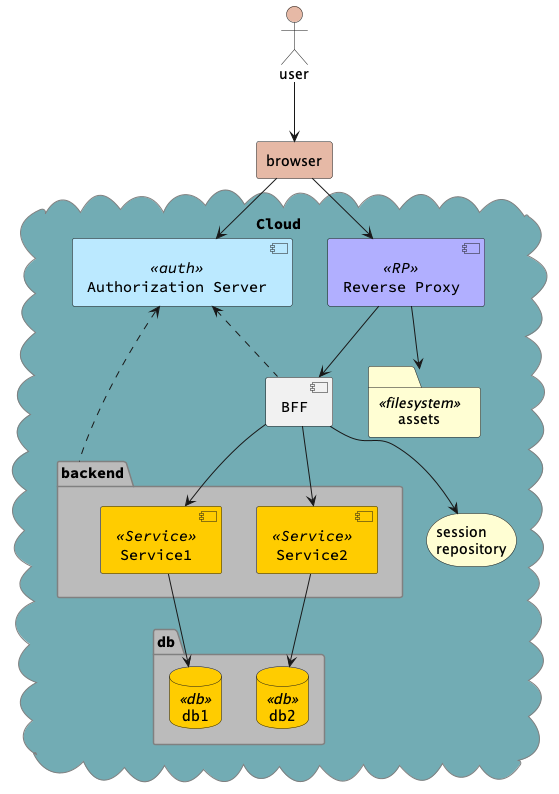 user
browser
Cloud
«auth»
Authorization Server
«RP»
Reverse Proxy
BFF
«filesystem»
assets
backend
«Service»
Service1
«Service»
Service2
session
repository
db
«db»
db1
«db»
db2